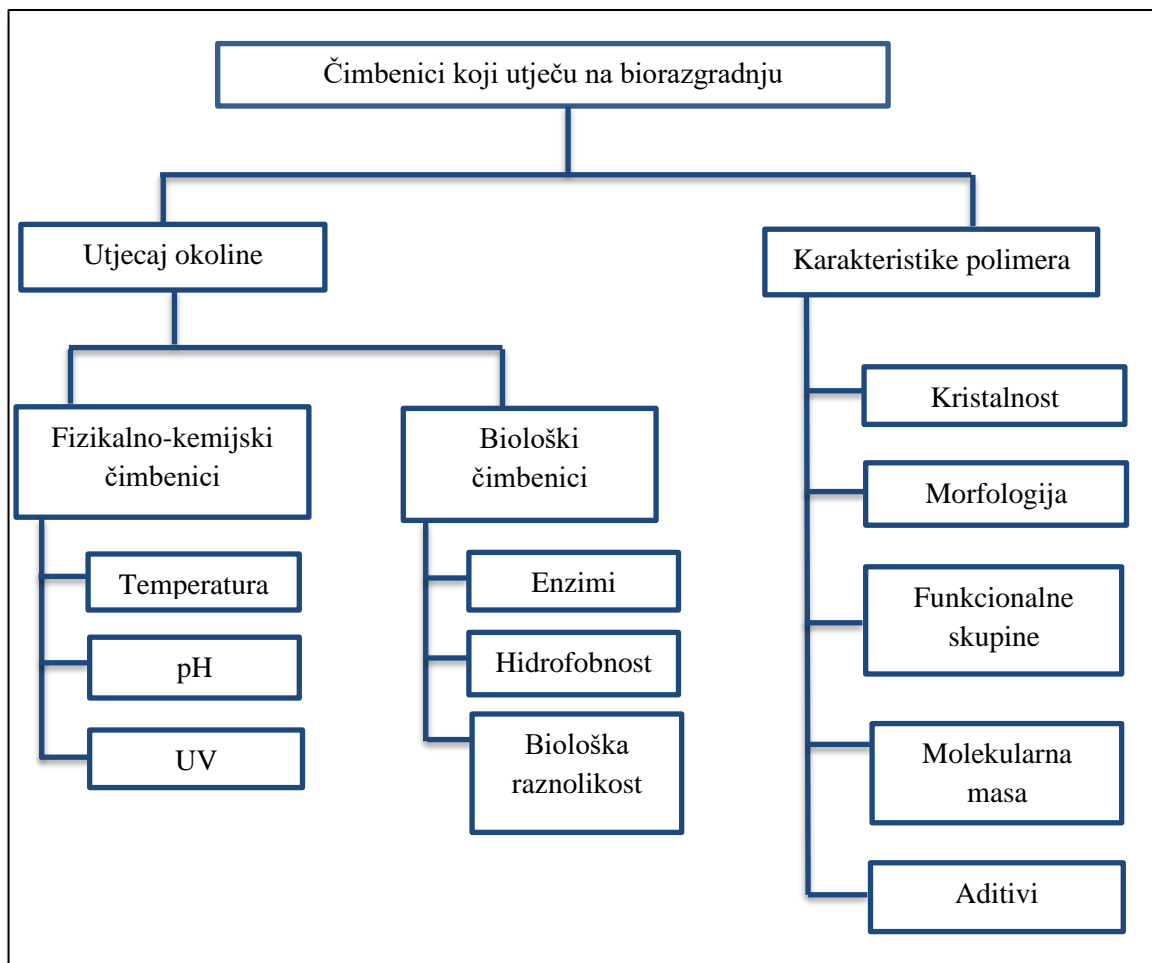 Čimbenici koji utječu na biorazgradnju
Utjecaj okoline
Karakteristike polimera
Fizikalno-kemijski
čimbenici
Biološki
čimbenici
Temperatura
pH
UV
Enzimi
Hidrofobnost
Biološka
raznolikost
Kristalnost
Morfologija
Funkcionalne
skupine
Molekularna
masa
Aditivi